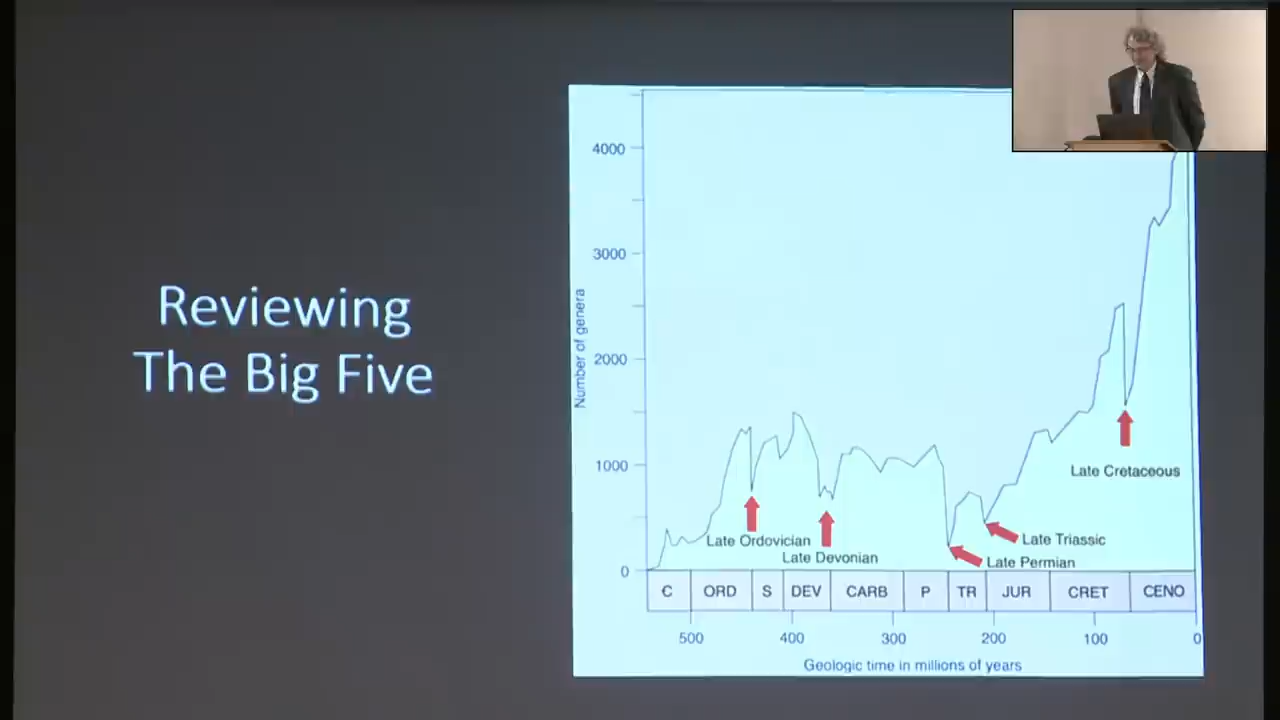 Reviewing
The Big Five
4000
3000
2000
1000
0
Number of genera
Late Cretaceous
Late Triassic
Late Ordovician
Late Devonian
Late Permian
Є
ORD
S
DEV
CARB
P
TR
JUR
CRET
CENO
500
400
300
200
100
0
Geologic time in millions of years